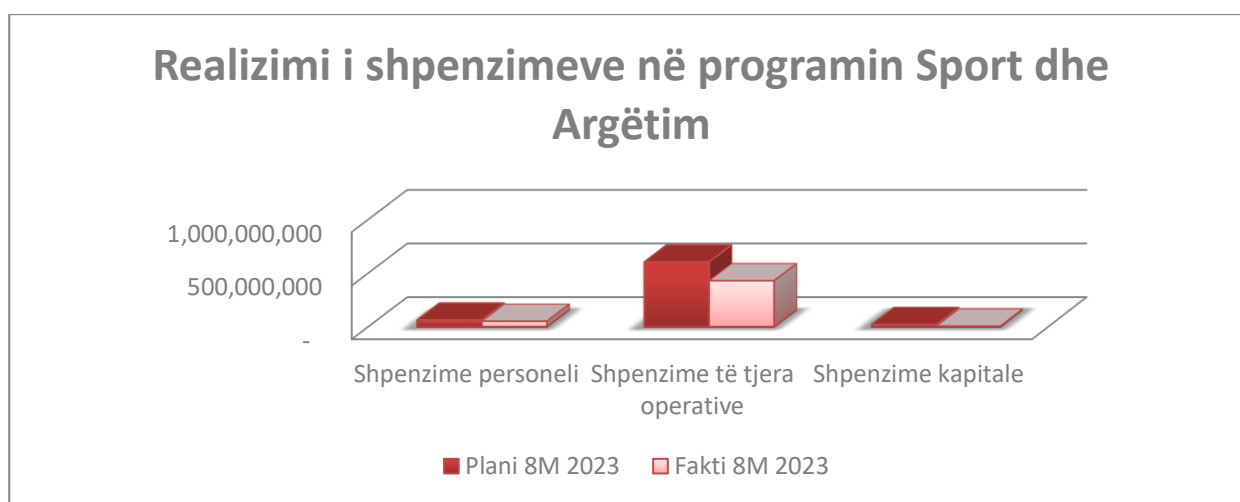 Realizimi i shpenzimeve në programin Sport dhe
Argëtim
1,000,000,000
500,000,000
-
Shpenzime personeli
Shpenzime të tjera
operative
Shpenzime kapitale
Plani 8M 2023
Fakti 8M 2023